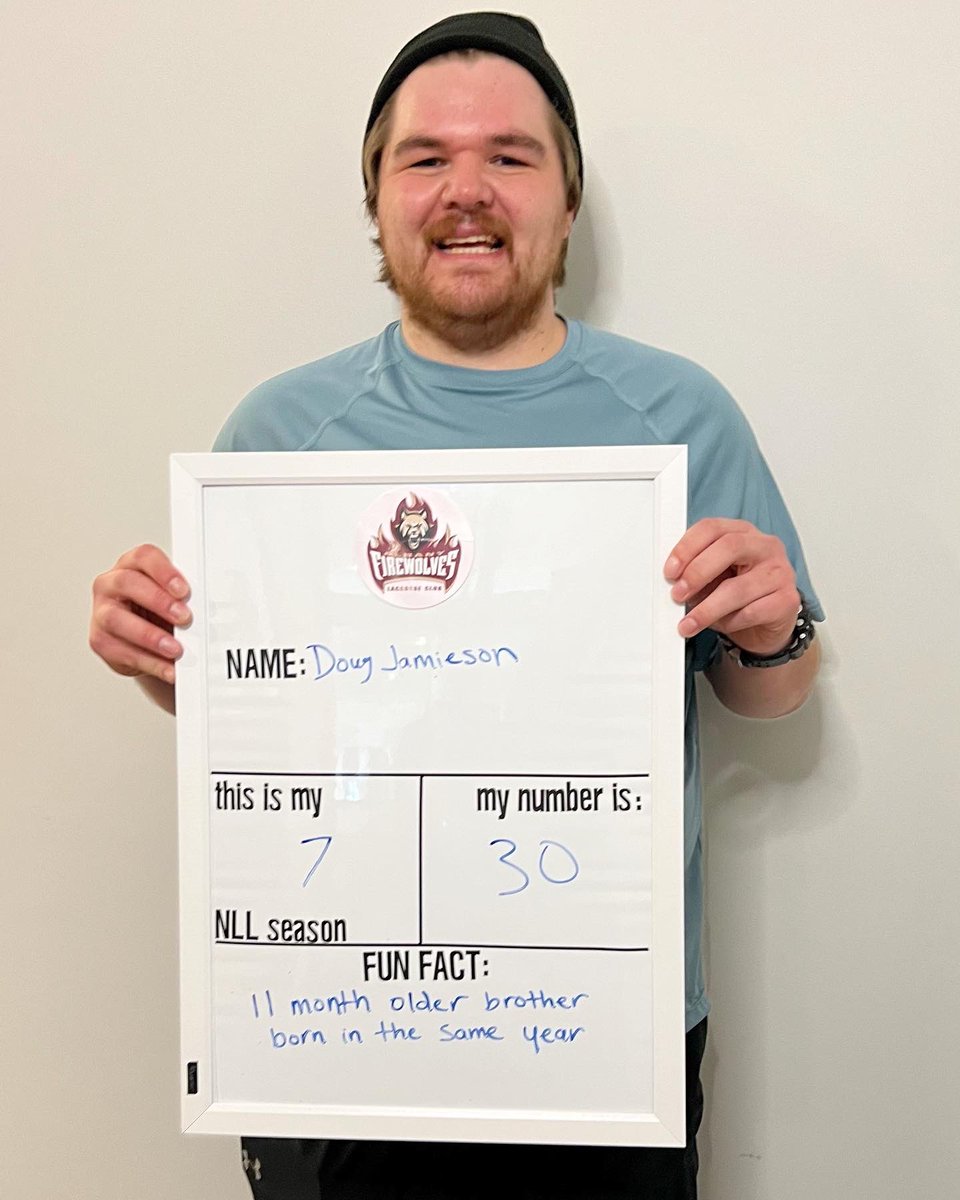 ALBANY
FIREWOLVES
LACROSSE CLUB
NAME: Doug Jamieson
this is my
7
NLL season
my number is:
30
FUN FACT:
11 month older brother
born in the same year